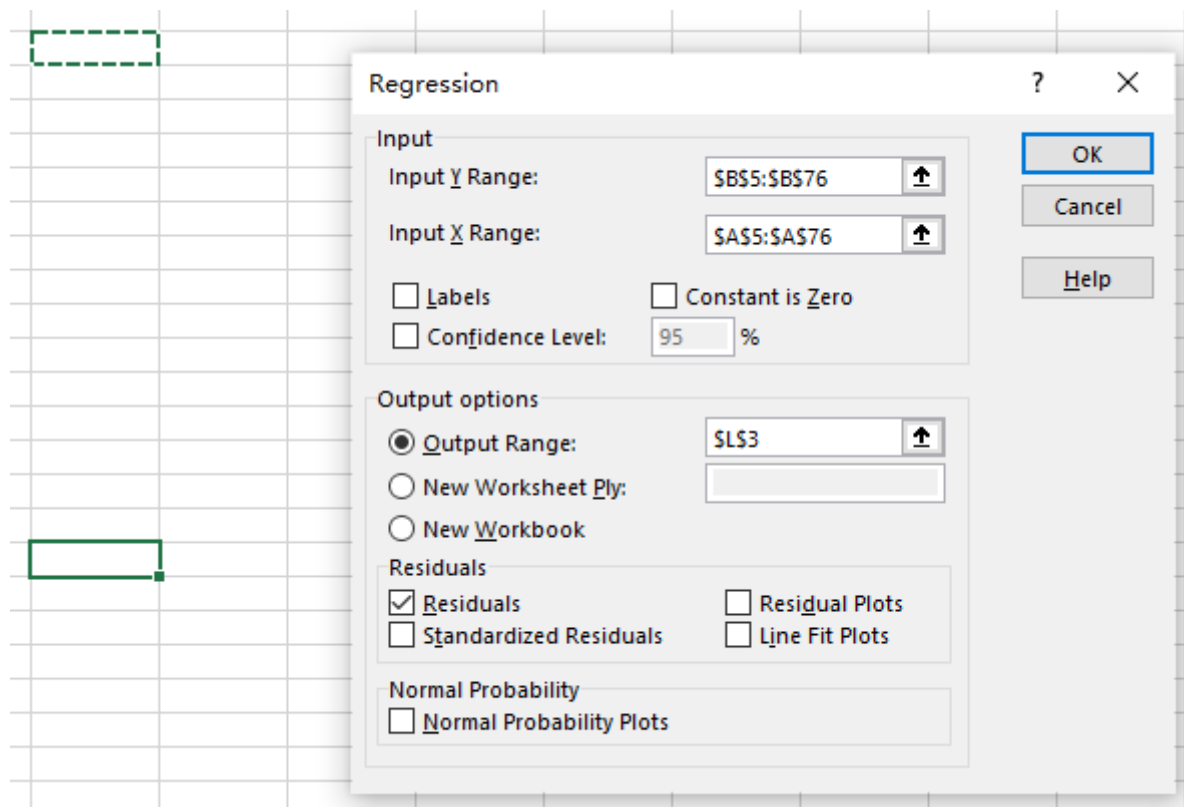 Regression ?
Input
Input Y Range: $B$5:$B$76
OK
Cancel
Input X Range: $A$5:$A$76
Help
Labels Constant is Zero
Confidence Level: 95 %
Output options
Output Range: $L$3
New Worksheet Ply:
New Workbook
Residuals
Residuals Residual Plots
Standardized Residuals Line Fit Plots
Normal Probability
Normal Probability Plots